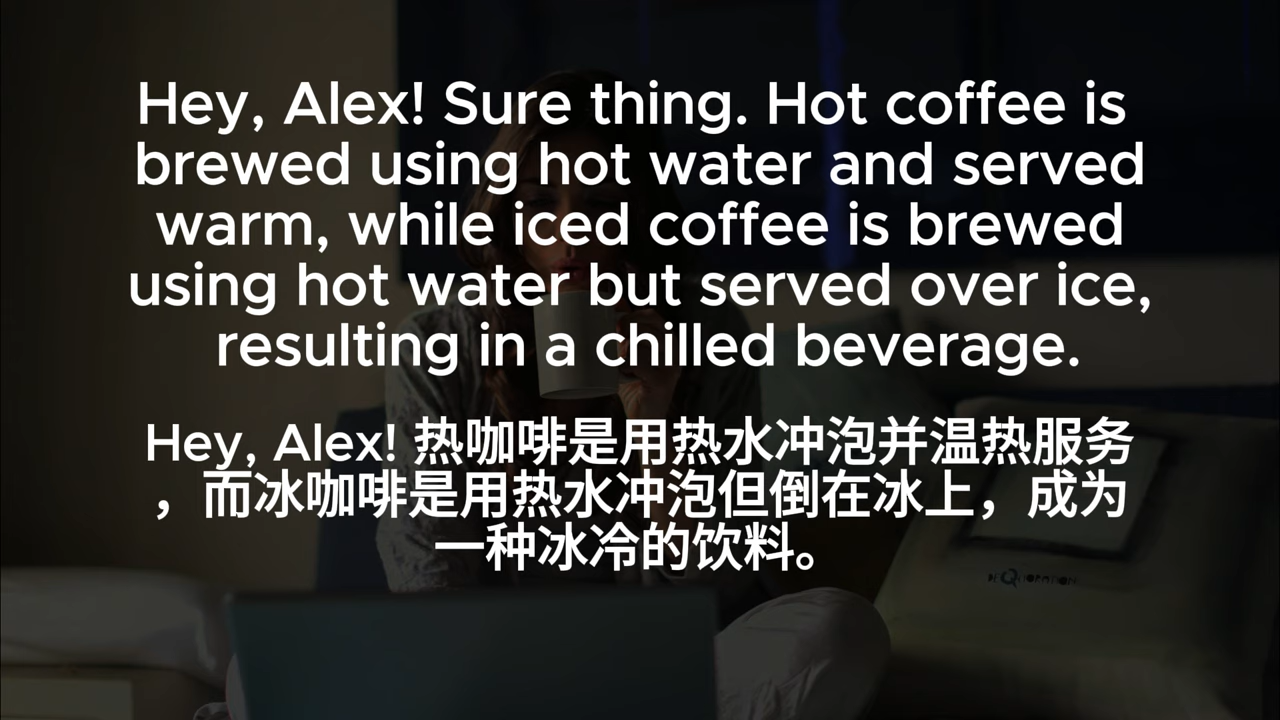 Hey, Alex! Sure thing. Hot coffee is
brewed using hot water and served
warm, while iced coffee is brewed
using hot water but served over ice,
resulting in a chilled beverage.
Hey, Alex! 热咖啡是用热水冲泡并温热服务
，而冰咖啡是用热水冲泡但倒在冰上，成为
一种冰冷的饮料。